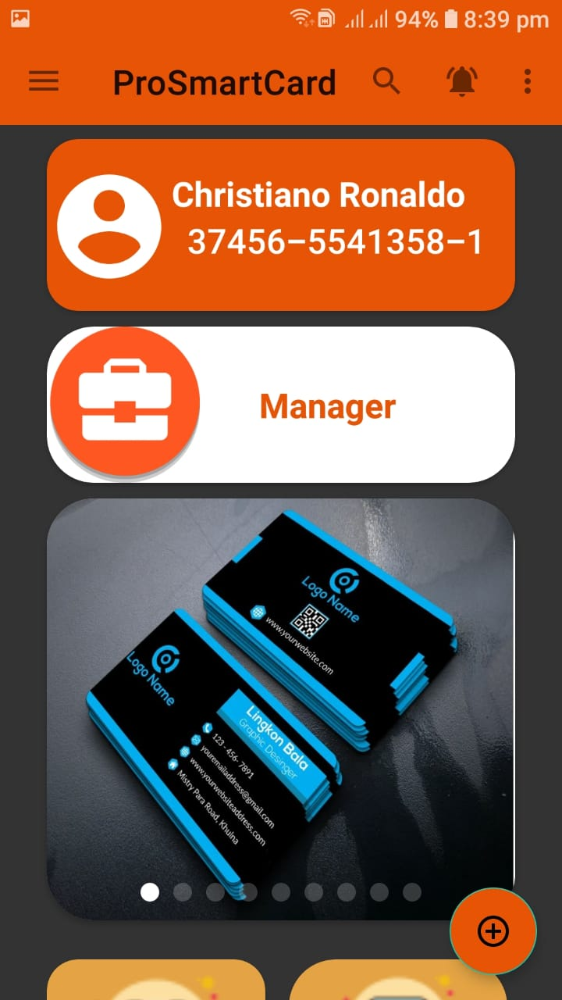 94% 8:39 pm
ProSmartCard
Christiano Ronaldo
37456-5541358-1
Manager
Logo Name
www.yourwebsite.com
Logo Name
Lingkon Bala
Graphic Desinger
123 - 456- 7891
youremailaddress@gmail.com
www.yourwebsiteaddress.com
Mistry Para Road, Khulna